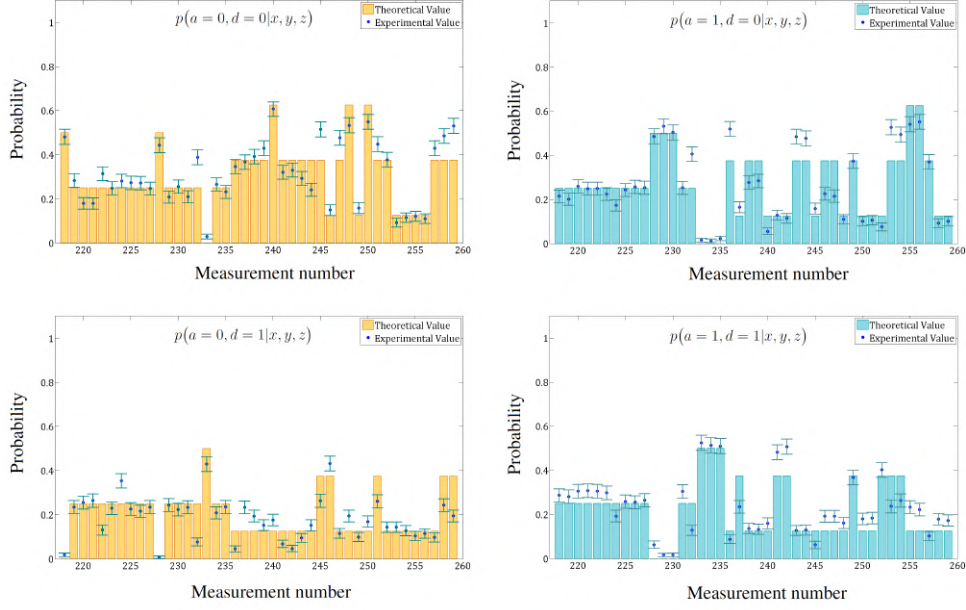 p(a = 0, d = 0|x, y, z)
Theoretical Value
Experimental Value
Probability
1
0.8
0.6
0.4
0.2
0
220 225 230 235 240 245 250 255 260
Measurement number
p(a = 1, d = 0|x, y, z)
Theoretical Value
Experimental Value
Probability
1
0.8
0.6
0.4
0.2
0
220 225 230 235 240 245 250 255 260
Measurement number
p(a = 0, d = 1|x, y, z)
Theoretical Value
Experimental Value
Probability
1
0.8
0.6
0.4
0.2
0
220 225 230 235 240 245 250 255 260
Measurement number
p(a = 1, d = 1|x, y, z)
Theoretical Value
Experimental Value
Probability
1
0.8
0.6
0.4
0.2
0
220 225 230 235 240 245 250 255 260
Measurement number